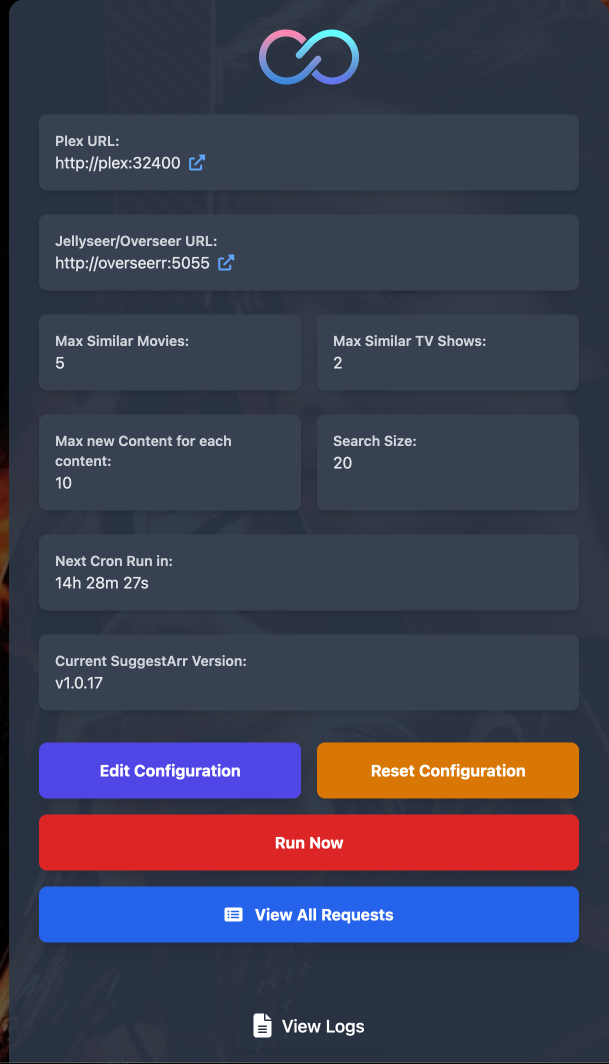 Plex URL:
http://plex:32400
Jellyseer/Overseer URL:
http://overseerr:5055
Max Similar Movies:
5
Max Similar TV Shows:
2
Max new Content for each
content:
10
Search Size:
20
Next Cron Run in:
14h 28m 27s
Current SuggestArr Version:
v1.0.17
Edit Configuration
Reset Configuration
Run Now
View All Requests
View Logs